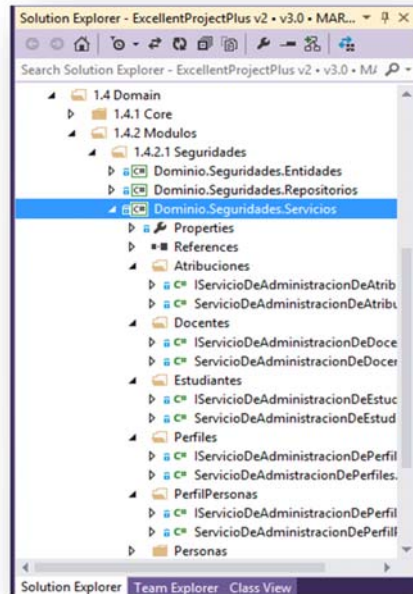 Solution Explorer - ExcellentProjectPlus v2 • v3.0 • MAR...
Search Solution Explorer - ExcellentProjectPlus v2 • v3.0 • M/
1.4 Domain
1.4.1 Core
1.4.2 Modulos
1.4.2.1 Seguridades
C# Dominio.Seguridades.Entidades
C# Dominio.Seguridades.Repositorios
C# Dominio.Seguridades.Servicios
Properties
References
Atribuciones
C# IServicioDeAdministracionDeAtrib
C# ServicioDeAdministracionDeAtribu
Docentes
C# IServicioDeAdministracionDeDoce
C# ServicioDeAdministracionDeDocen
Estudiantes
C# IServicioDeAdministracionDeEstuc
C# ServicioDeAdministracionDeEstud
Perfiles
C# IServicioDeAdministracionDePerfil
C# ServicioDeAdmistracionDePerfiles.
PerfilPersonas
C# IServicioDeAdministracionDePerfil
C# ServicioDeAdministracionDePerfilF
Personas
Solution Explorer Team Explorer Class View